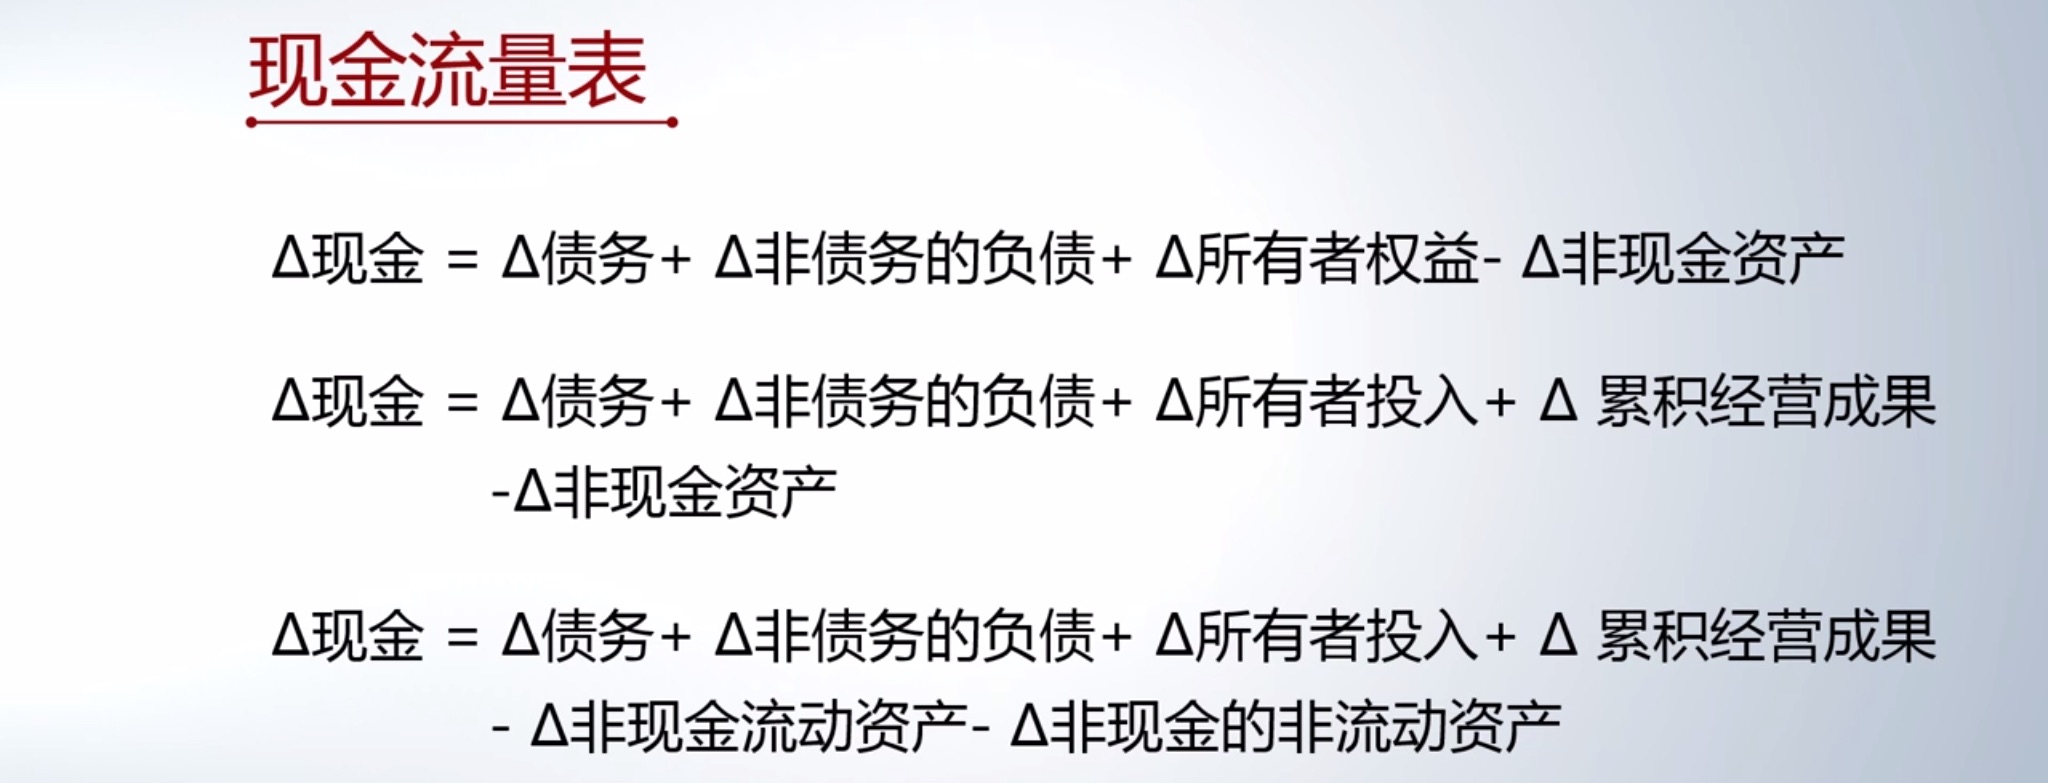 现金流量表
Δ现金 = Δ债务+ Δ非债务的负债+ Δ所有者权益- Δ非现金资产
Δ现金 = Δ债务+ Δ非债务的负债+ Δ所有者投入+ Δ 累积经营成果
-Δ非现金资产
Δ现金 = Δ债务+ Δ非债务的负债+ Δ所有者投入+ Δ 累积经营成果
- Δ非现金流动资产- Δ非现金的非流动资产